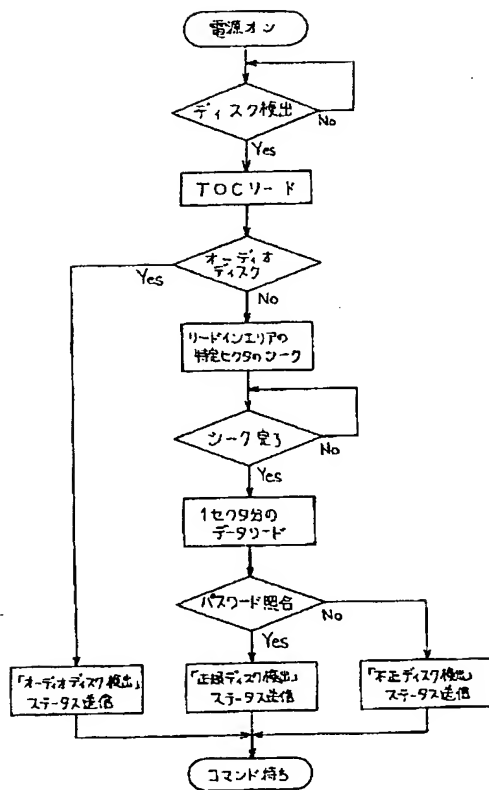 電源オン
ディスク検出
No
Yes
TOCリード
オーディオ
ディスク
Yes
No
リードインエリアの
特定セクタのシーク
シーク完了
No
Yes
1セクタ分の
データリード
パスワード照合
No
Yes
「オーディオディスク検出」
ステータス送信
「正規ディスク検出」
ステータス送信
「不正ディスク検出」
ステータス送信
コマンド待ち